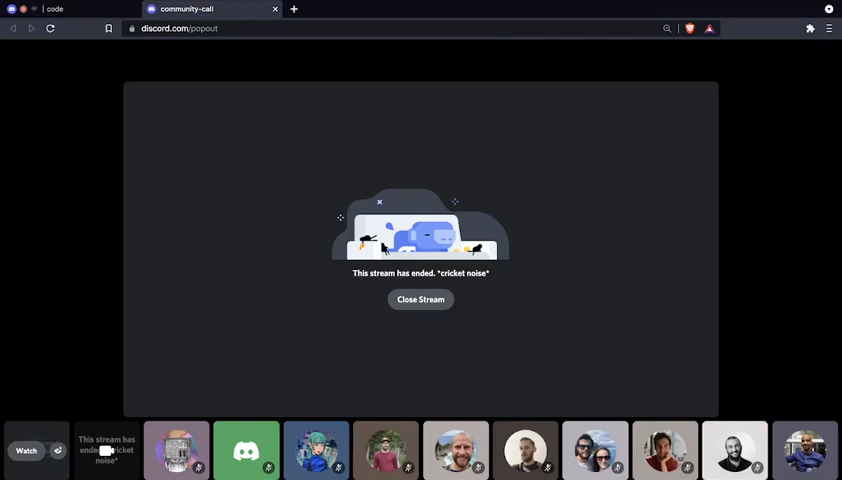 code
community-call
discord.com/popout
This stream has ended. *cricket noise*
Close Stream
Watch
This stream has
ended. *cricket
noise*